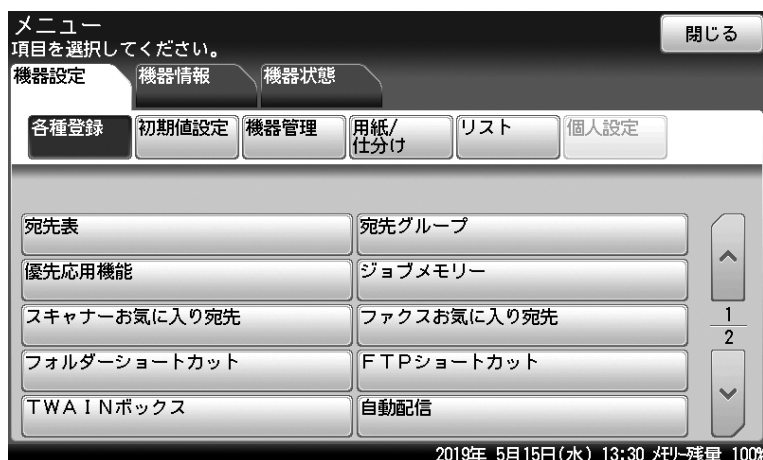 メニュー
閉じる
項目を選択してください。
機器設定 機器情報 機器状態
各種登録 初期値設定 機器管理 用紙/ リスト 個人設定
仕分け
宛先表 宛先グループ
優先応用機能 ジョブメモリー
スキャナーお気に入り宛先 ファクスお気に入り宛先
1
2
フォルダーショートカット ＦＴＰショートカット
ＴＷＡＩＮボックス 自動配信
2019年 5月15日(水) 13:30 ﾒﾓﾘｰ残量 100%